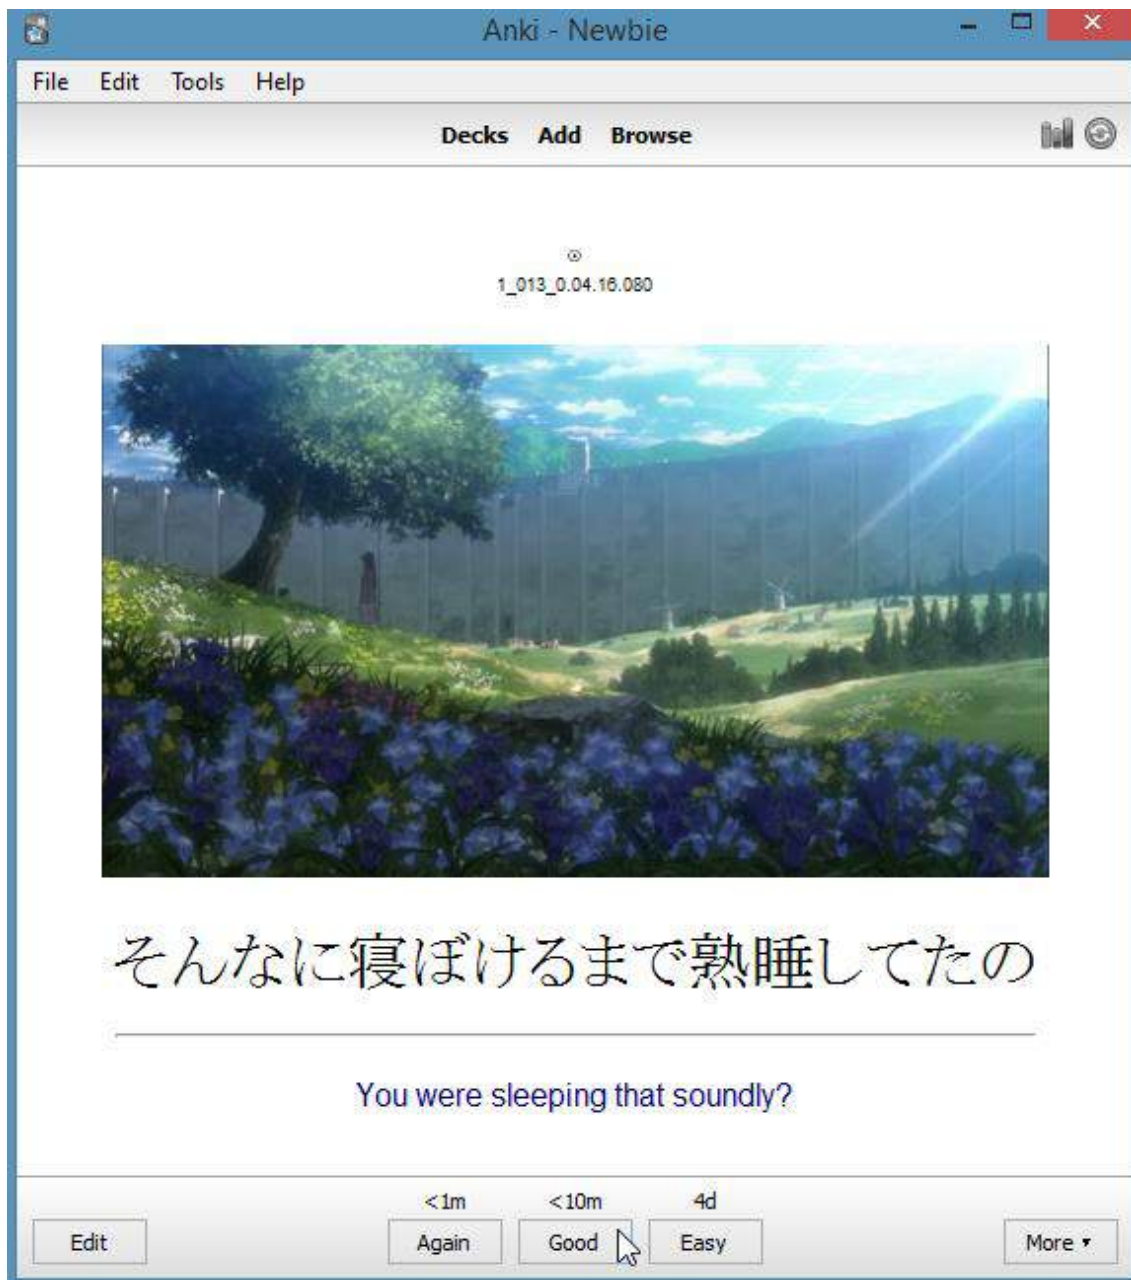 Anki - Newbie
File Edit Tools Help
Decks Add Browse
1_013_0.04.16.080
そんなに寝ぼけるまで熟睡してたの
You were sleeping that soundly?
<1m <10m 4d
Edit Again Good Easy More